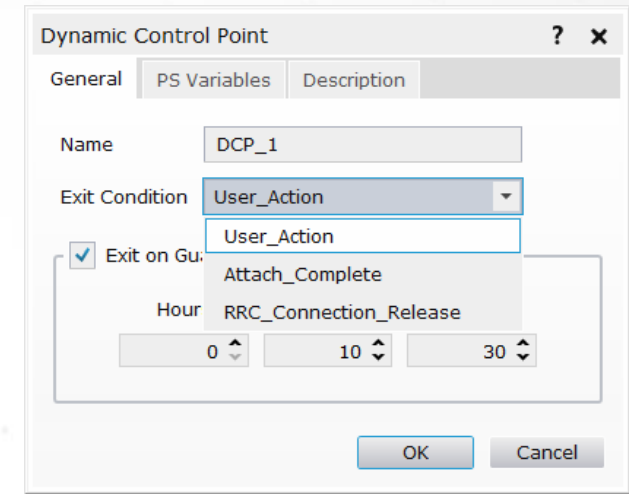 Dynamic Control Point ?
General PS Variables Description
Name DCP_1
Exit Condition User_Action
User_Action
Exit on Gu
Attach_Complete
Hour RRC_Connection_Release
0 10 30
OK Cancel